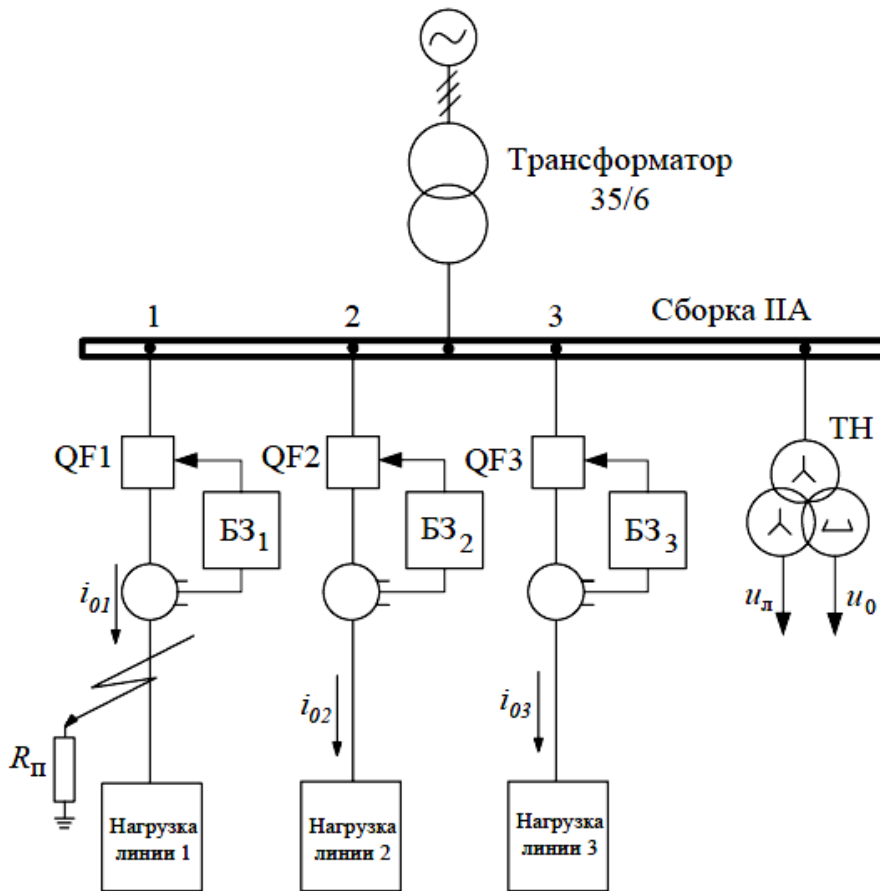 Трансформатор
35/6
Сборка IIА
1
2
3
ТН
QF1
QF2
QF3
БЗ1
БЗ2
БЗ3
i01
i02
i03
uл
u0
Rп
Нагрузка
линии 1
Нагрузка
линии 2
Нагрузка
линии 3